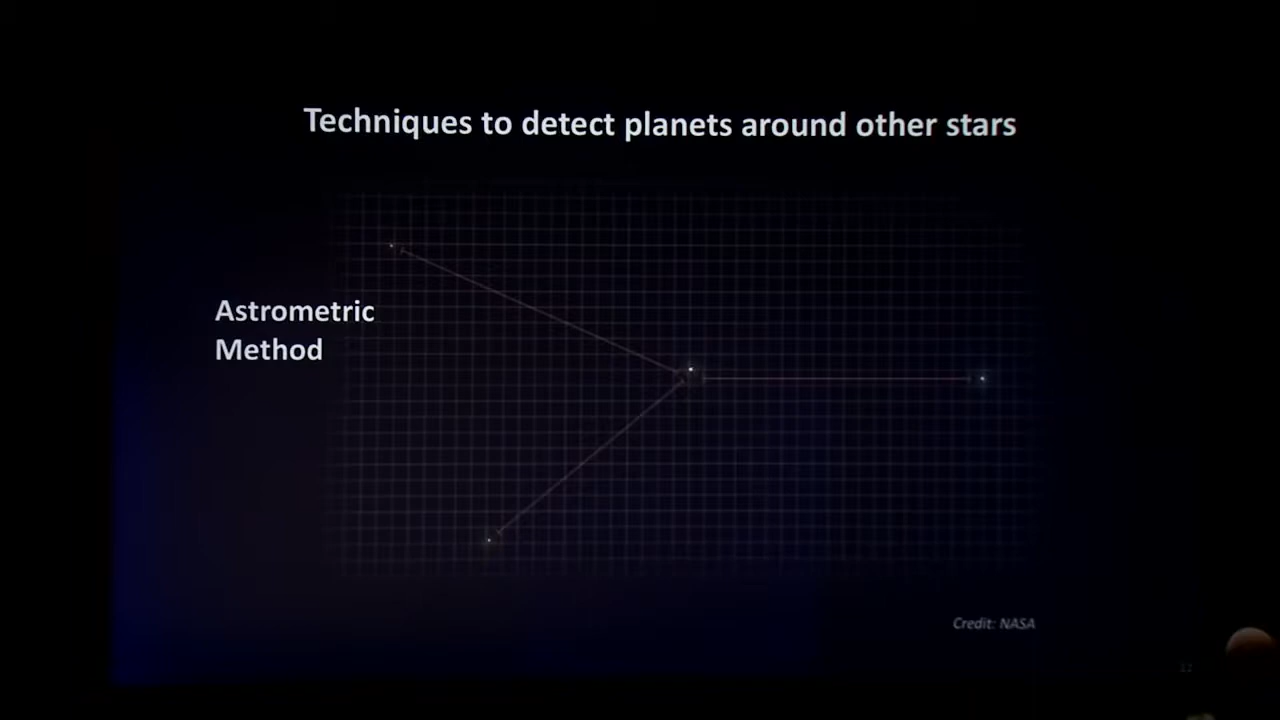 Techniques to detect planets around other stars
Astrometric
Method
Credit: NASA